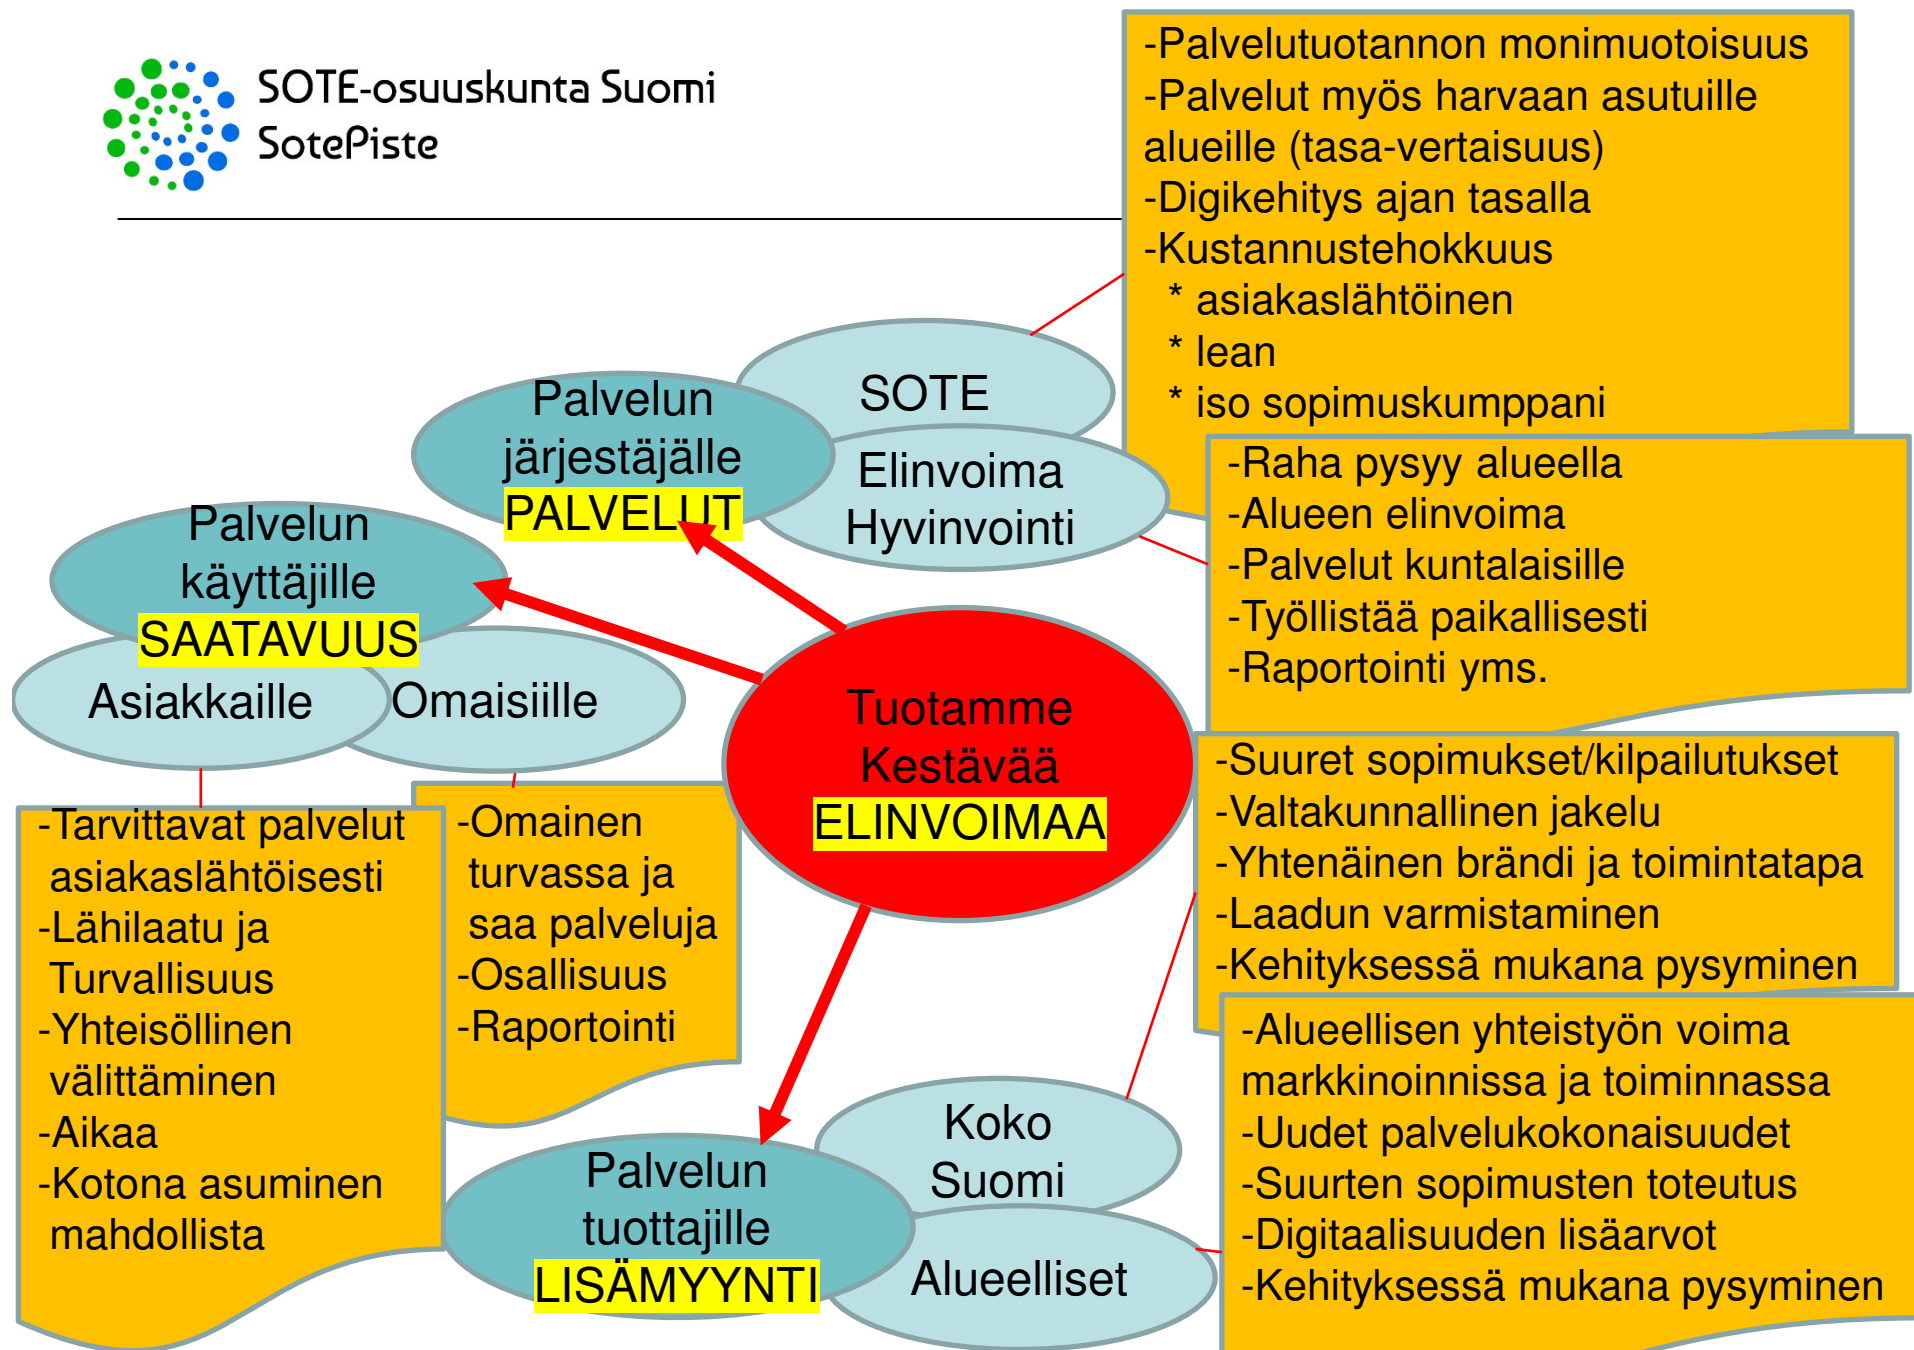 SOTE-osuuskunta Suomi
SotePiste
-Palvelutuotannon monimuotoisuus
-Palvelut myös harvaan asutuille
alueille (tasa-vertaisuus)
-Digikehitys ajan tasalla
-Kustannustehokkuus
* asiakaslähtöinen
* lean
* iso sopimuskumppani
SOTE
Palvelun
järjestäjälle
PALVELUT
Elinvoima
Hyvinvointi
-Raha pysyy alueella
-Alueen elinvoima
-Palvelut kuntalaisille
-Työllistää paikallisesti
-Raportointi yms.
Palvelun
käyttäjille
SAATAVUUS
Asiakkaille
Omaisiille
Tuotamme
Kestävää
ELINVOIMAA
-Tarvittavat palvelut
asiakaslähtöisesti
-Lähilaatu ja
Turvallisuus
-Yhteisöllinen
välittäminen
-Aikaa
-Kotona asuminen
mahdollista
-Omainen
turvassa ja
saa palveluja
-Osallisuus
-Raportointi
-Suuret sopimukset/kilpailutukset
-Valtakunnallinen jakelu
-Yhtenäinen brändi ja toimintatapa
-Laadun varmistaminen
-Kehityksessä mukana pysyminen
Koko
Suomi
Palvelun
tuottajille
LISÄMYYNTI
Alueelliset
-Alueellisen yhteistyön voima
markkinoinnissa ja toiminnassa
-Uudet palvelukokonaisuudet
-Suurten sopimusten toteutus
-Digitaalisuuden lisäarvot
-Kehityksessä mukana pysyminen